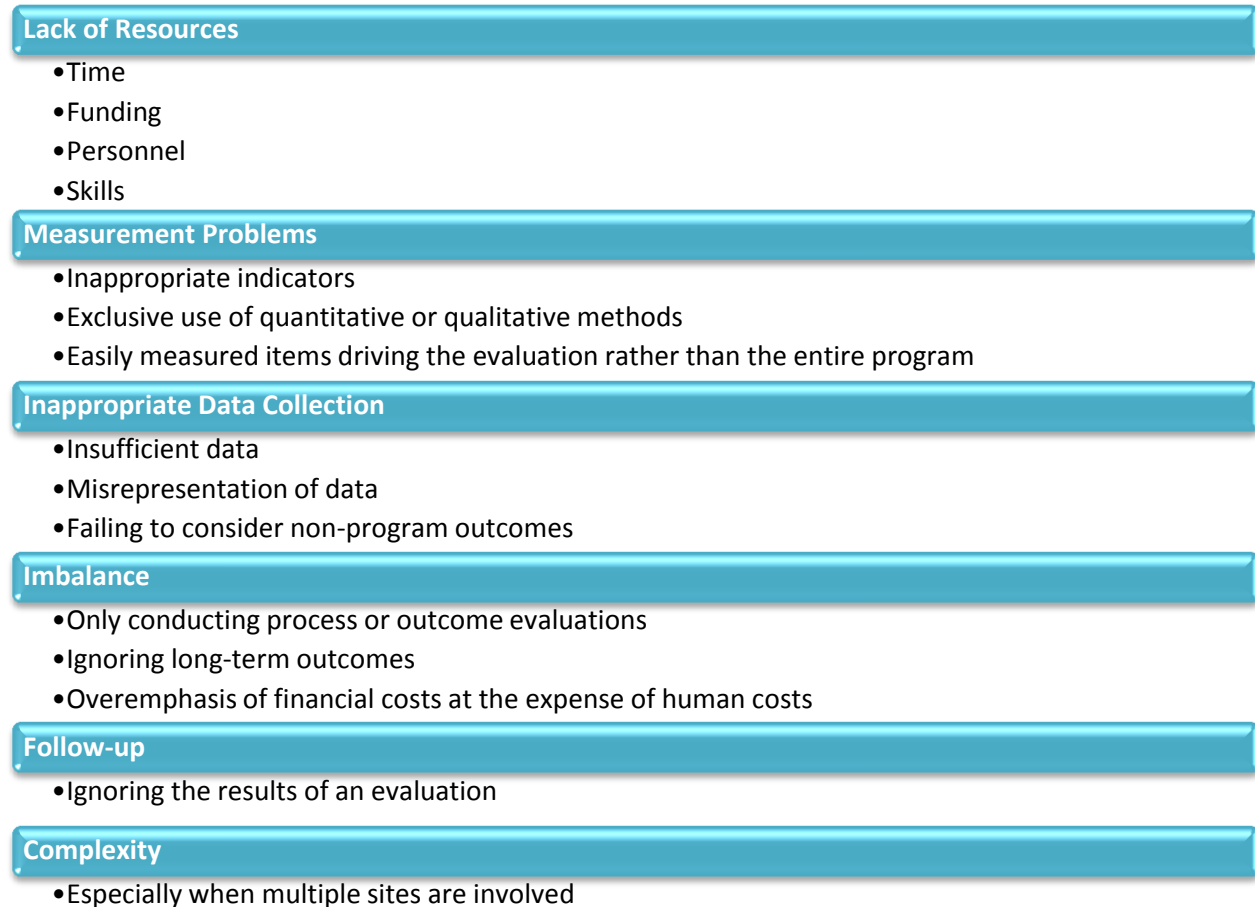 Lack of Resources
•Time
•Funding
•Personnel
•Skills
Measurement Problems
•Inappropriate indicators
•Exclusive use of quantitative or qualitative methods
•Easily measured items driving the evaluation rather than the entire program
Inappropriate Data Collection
•Insufficient data
•Misrepresentation of data
•Failing to consider non-program outcomes
Imbalance
•Only conducting process or outcome evaluations
•Ignoring long-term outcomes
•Overemphasis of financial costs at the expense of human costs
Follow-up
•Ignoring the results of an evaluation
Complexity
•Especially when multiple sites are involved